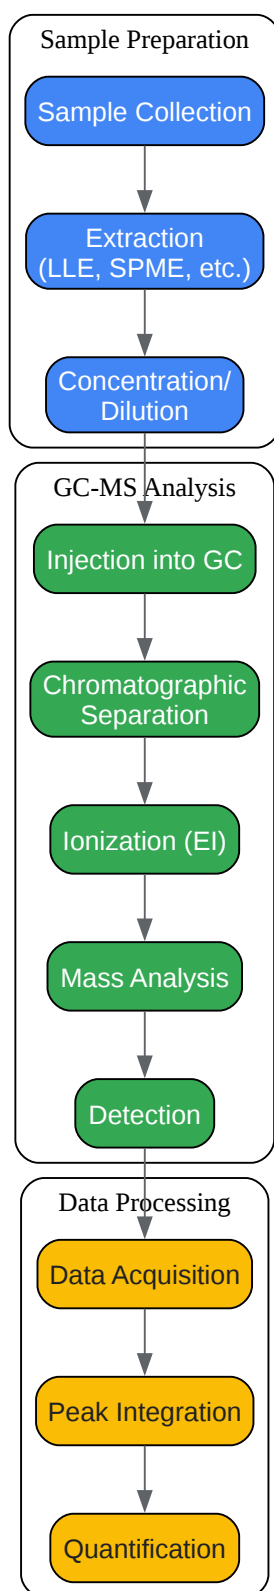 Sample Preparation
Sample Collection
Extraction
(LLE, SPME, etc.)
Concentration/
Dilution
GC-MS Analysis
Injection into GC
Chromatographic
Separation
Ionization (EI)
Mass Analysis
Detection
Data Processing
Data Acquisition
Peak Integration
Quantification